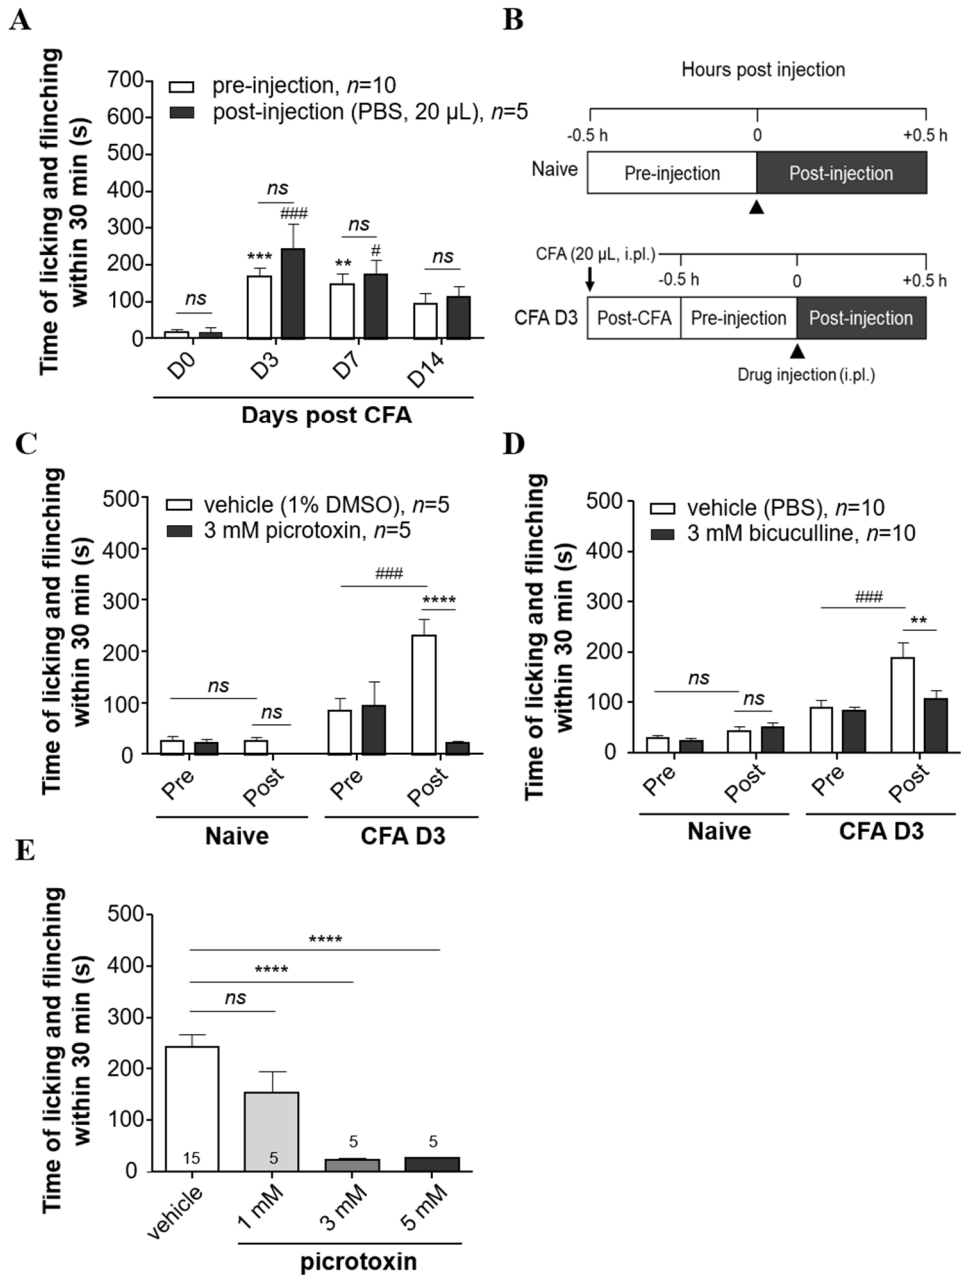 A
Time of licking and flinching
within 30 min (s)
700
600
500
400
300
200
100
0
pre-injection, n=10
post-injection (PBS, 20 µL), n=5
ns
ns
###
***
ns
#
**
ns
D0
D3
D7
D14
Days post CFA
B
Hours post injection
-0.5 h
0
+0.5 h
Naive
Pre-injection
Post-injection
CFA (20 µL, i.pl.)
-0.5 h
0
+0.5 h
CFA D3
Post-CFA
Pre-injection
Post-injection
Drug injection (i.pl.)
C
Time of licking and flinching
within 30 min (s)
500
400
300
200
100
0
vehicle (1% DMSO), n=5
3 mM picrotoxin, n=5
###
****
ns
ns
Pre
Post
Pre
Post
Naive
CFA D3
D
Time of licking and flinching
within 30 min (s)
500
400
300
200
100
0
vehicle (PBS), n=10
3 mM bicuculline, n=10
###
**
ns
ns
Pre
Post
Pre
Post
Naive
CFA D3
E
Time of licking and flinching
within 30 min (s)
500
400
300
200
100
0
****
****
ns
15
5
5
5
vehicle
1 mM
3 mM
5 mM
picrotoxin